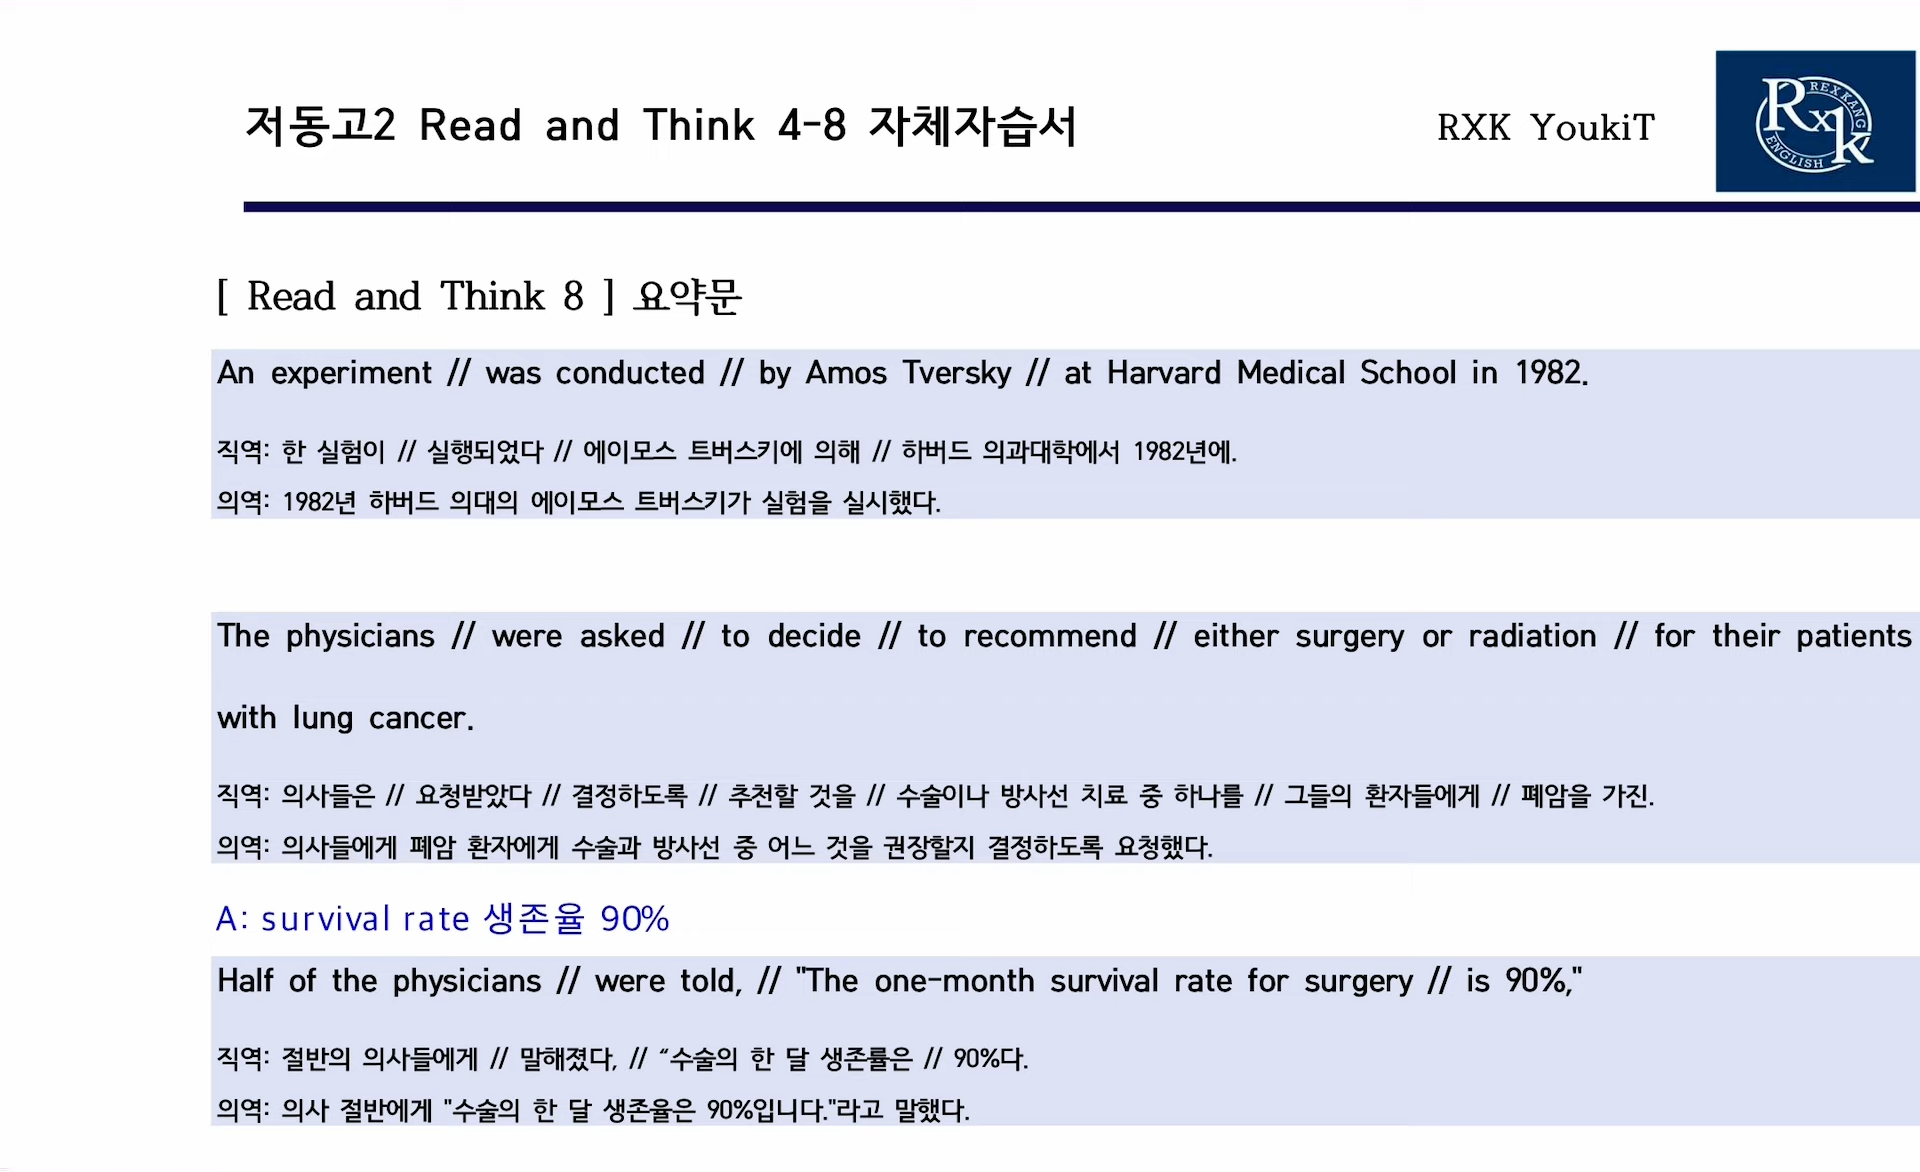 저동고2 Read and Think 4-8 자체자습서
RXK YoukiT
REX KANG
RXK
ENGLISH
[ Read and Think 8 ] 요약문
An experiment // was conducted // by Amos Tversky // at Harvard Medical School in 1982.
직역: 한 실험이 // 실행되었다 // 에이모스 트버스키에 의해 // 하버드 의과대학에서 1982년에.
의역: 1982년 하버드 의대의 에이모스 트버스키가 실험을 실시했다.
The physicians // were asked // to decide // to recommend // either surgery or radiation // for their patients
with lung cancer.
직역: 의사들은 // 요청받았다 // 결정하도록 // 추천할 것을 // 수술이나 방사선 치료 중 하나를 // 그들의 환자들에게 // 폐암을 가진.
의역: 의사들에게 폐암 환자에게 수술과 방사선 중 어느 것을 권장할지 결정하도록 요청했다.
A: survival rate 생존율 90%
Half of the physicians // were told, // "The one-month survival rate for surgery // is 90%,"
직역: 절반의 의사들에게 // 말해졌다, // “수술의 한 달 생존률은 // 90%다.
의역: 의사 절반에게 "수술의 한 달 생존율은 90%입니다."라고 말했다.